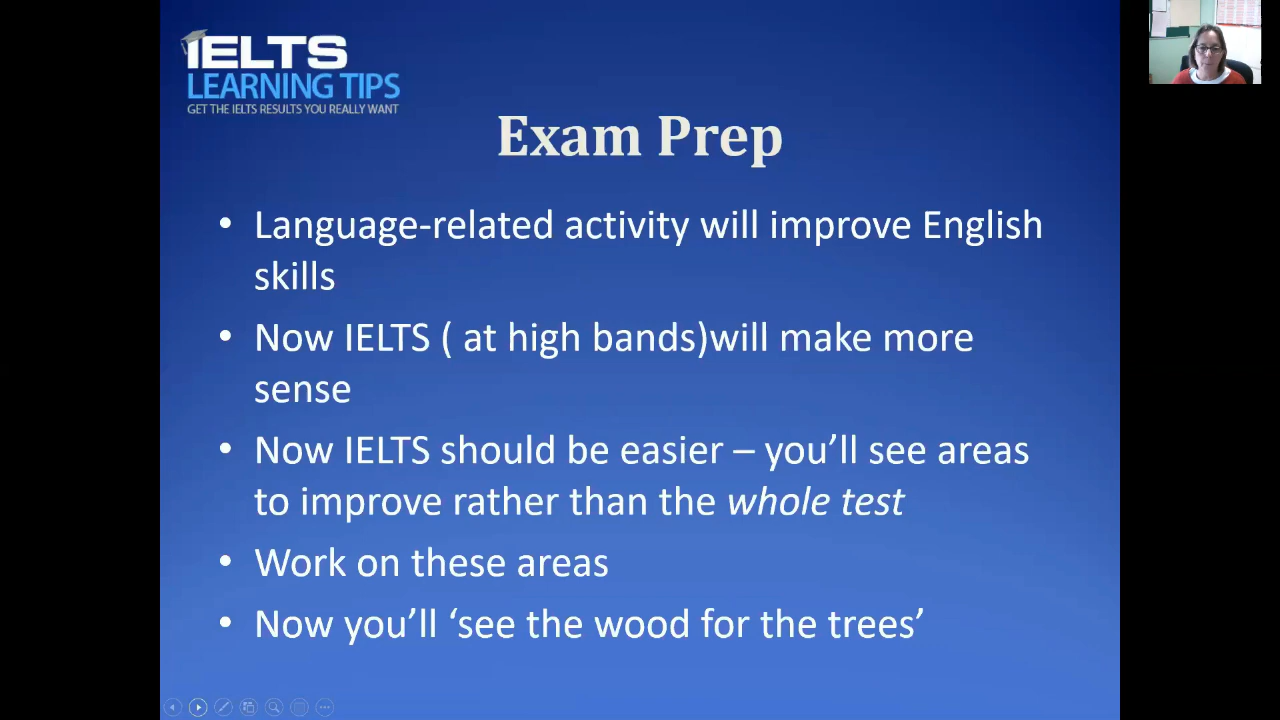 IELTS
LEARNING TIPS
GET THE IELTS RESULTS YOU REALLY WANT
Exam Prep
• Language-related activity will improve English
skills
• Now IELTS ( at high bands)will make more
sense
• Now IELTS should be easier – you’ll see areas
to improve rather than the whole test
• Work on these areas
• Now you’ll ‘see the wood for the trees’